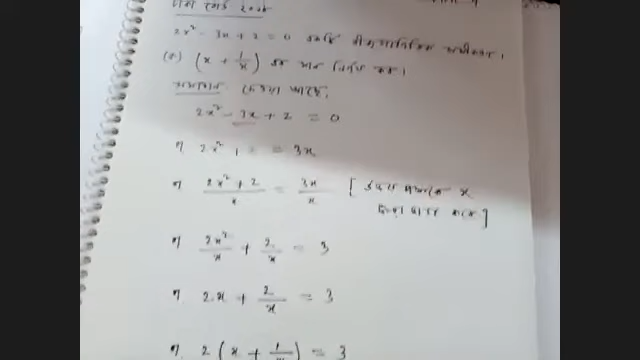 2x² - 3x + 2 = 0 একটি বীজগাণিতিক সমীকরণ।
(ক) (x + 1/x) এর মান নির্ণয় কর।
সমাধান: দেওয়া আছে,
2x² - 3x + 2 = 0
বা, 2x² + 2 = 3x
বা, (2x² + 2)/x = 3x/x [উভয় পক্ষকে x
দ্বারা ভাগ করে]
বা, 2x²/x + 2/x = 3
বা, 2x + 2/x = 3
বা, 2(x + 1/x) = 3